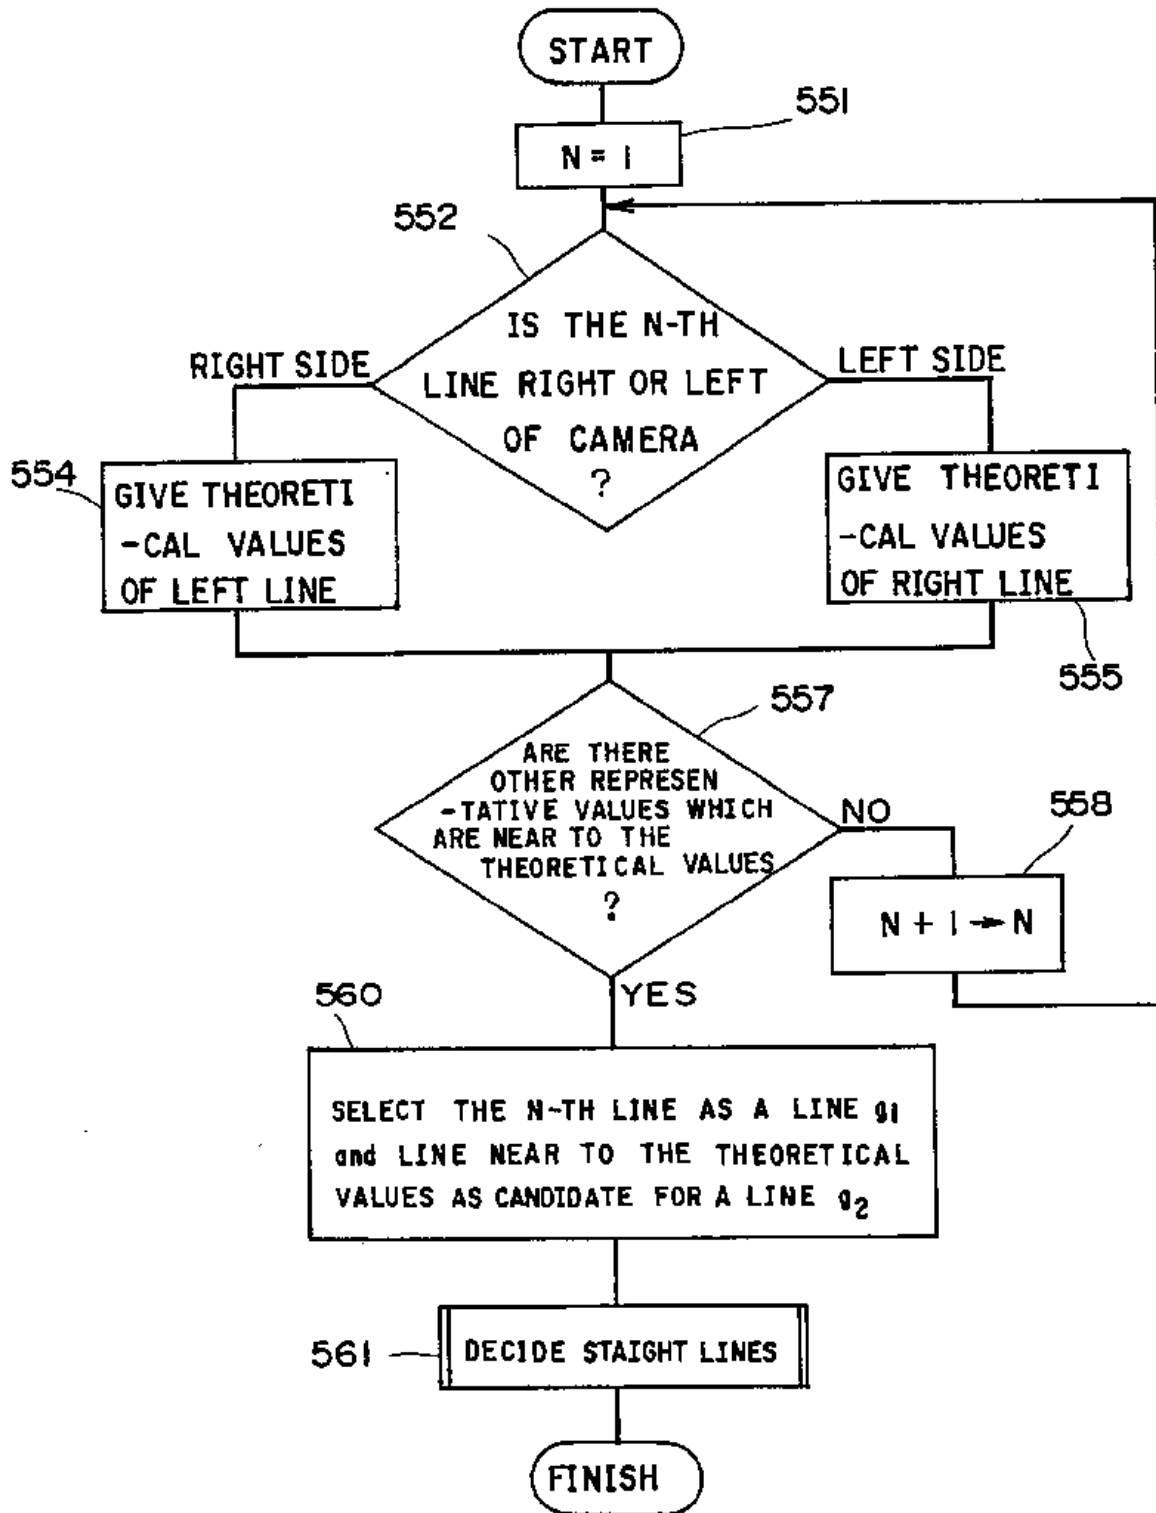 START
551
N = 1
552
IS THE N-TH
LINE RIGHT OR LEFT
OF CAMERA
?
RIGHT SIDE
LEFT SIDE
554
GIVE THEORETI
-CAL VALUES
OF LEFT LINE
GIVE THEORETI
-CAL VALUES
OF RIGHT LINE
555
557
ARE THERE
OTHER REPRESEN
-TATIVE VALUES WHICH
ARE NEAR TO THE
THEORETICAL VALUES
?
NO
558
N + 1 → N
YES
560
SELECT THE N-TH LINE AS A LINE g1
and LINE NEAR TO THE THEORETICAL
VALUES AS CANDIDATE FOR A LINE g2
561
DECIDE STAIGHT LINES
FINISH